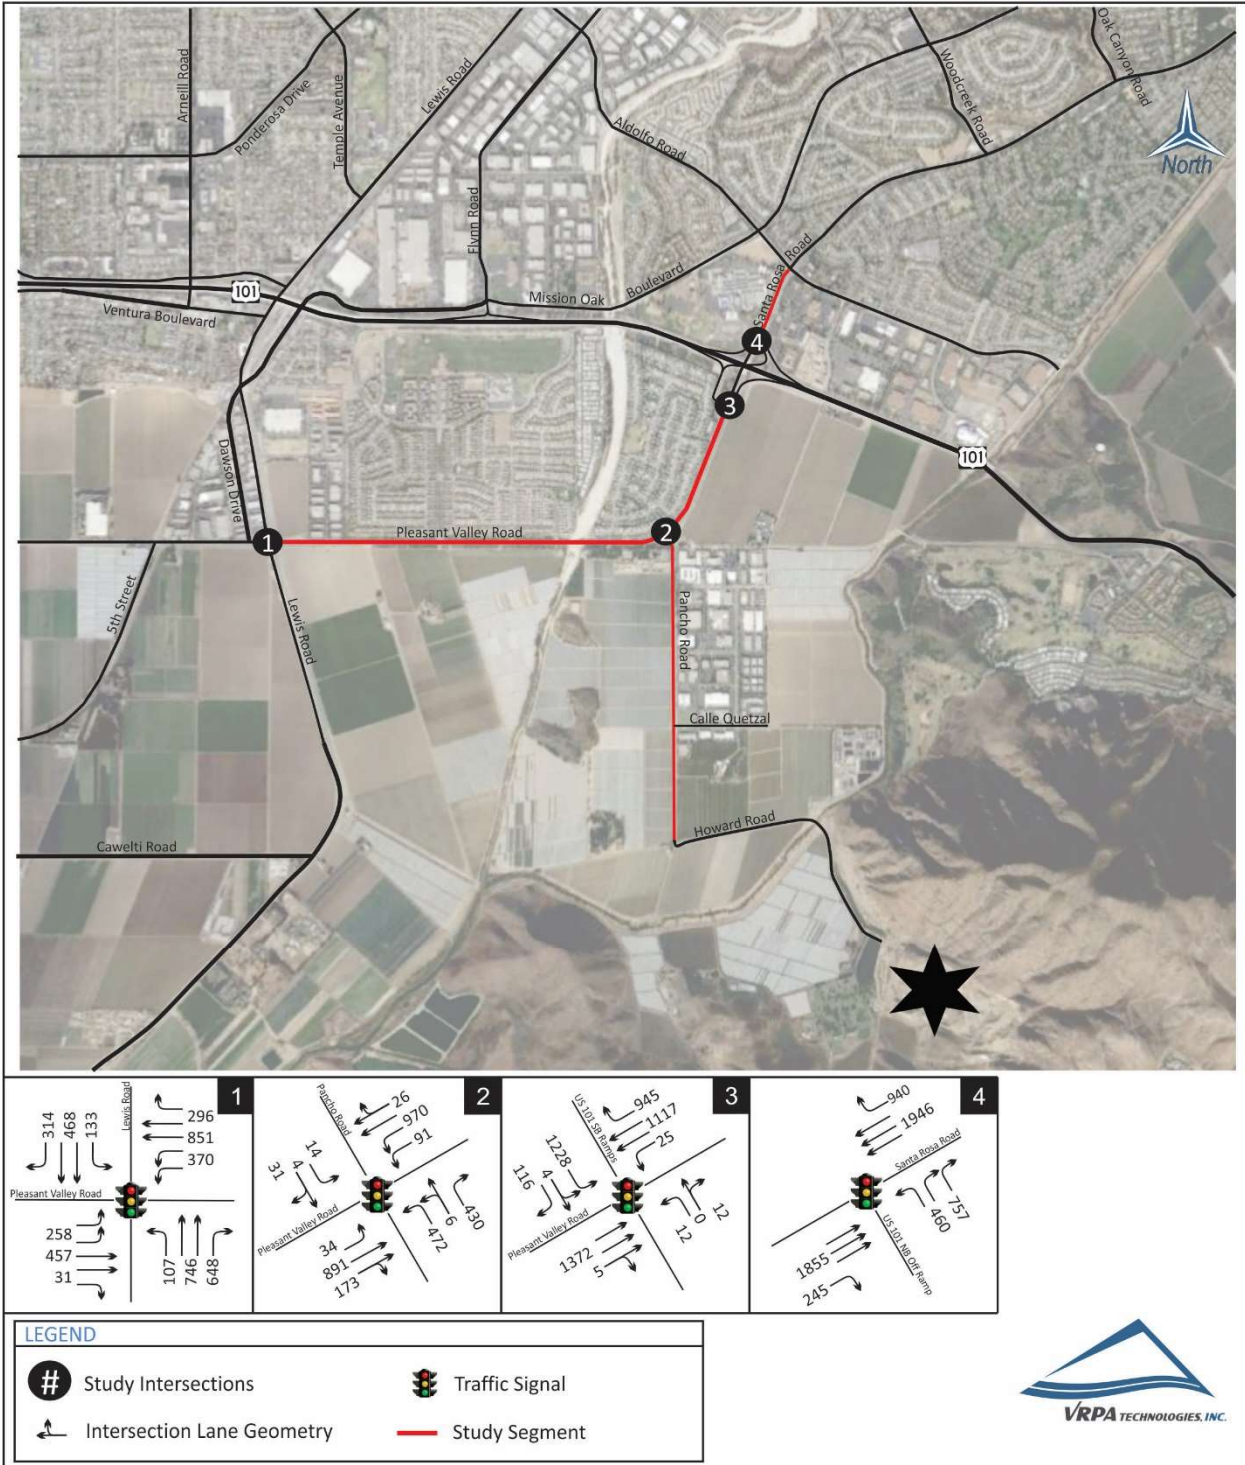 Oak Canyon Road
Arneill Road
Ponderosa Drive
Temple Avenue
Lewis Road
Woodcreek Road
Aldolfo Road
North
Flynn Road
Santa Rosa Road
Boulevard
Mission Oak
101
Ventura Boulevard
4
3
101
Dawson Drive
Pleasant Valley Road
1
2
5th Street
Lewis Road
Pancho Road
Calle Quetzal
Howard Road
Cawelti Road
1
Lewis Road
314
468
133
296
851
370
Pleasant Valley Road
258
457
31
107
746
648
2
Pancho Road
26
970
91
14
4
31
Pleasant Valley Road
34
891
173
472
6
430
3
US 101 SB Ramps
945
1117
25
1228
4
116
Pleasant Valley Road
1372
5
12
0
12
4
940
1946
Santa Rosa Road
757
460
1855
245
US 101 NB Off Ramp
LEGEND
# Study Intersections
Traffic Signal
Intersection Lane Geometry
Study Segment
VRPA TECHNOLOGIES, INC.